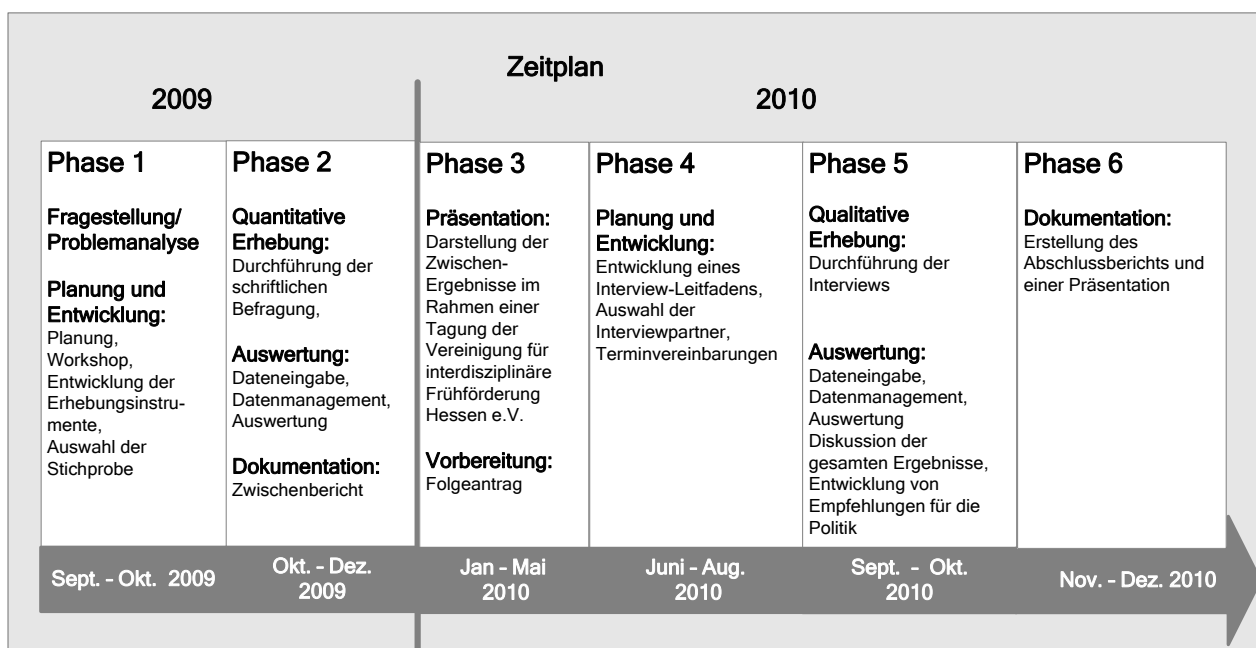 Zeitplan
2009
2010
Phase 1
Fragestellung/
Problemanalyse
Planung und
Entwicklung:
Planung,
Workshop,
Entwicklung der
Erhebungsinstru-
mente,
Auswahl der
Stichprobe
Phase 2
Quantitative
Erhebung:
Durchführung der
schriftlichen
Befragung,
Auswertung:
Dateneingabe,
Datenmanagement,
Auswertung
Dokumentation:
Zwischenbericht
Phase 3
Präsentation:
Darstellung der
Zwischen-
Ergebnisse im
Rahmen einer
Tagung der
Vereinigung für
interdisziplinäre
Frühförderung
Hessen e.V.
Vorbereitung:
Folgeantrag
Phase 4
Planung und
Entwicklung:
Entwicklung eines
Interview-Leitfadens,
Auswahl der
Interviewpartner,
Terminvereinbarungen
Phase 5
Qualitative
Erhebung:
Durchführung der
Interviews
Auswertung:
Dateneingabe,
Datenmanagement,
Auswertung
Diskussion der
gesamten Ergebnisse,
Entwicklung von
Empfehlungen für die
Politik
Phase 6
Dokumentation:
Erstellung des
Abschlussberichts und
einer Präsentation
Sept. - Okt. 2009
Okt. - Dez.
2009
Jan - Mai
2010
Juni - Aug.
2010
Sept. - Okt.
2010
Nov. - Dez. 2010